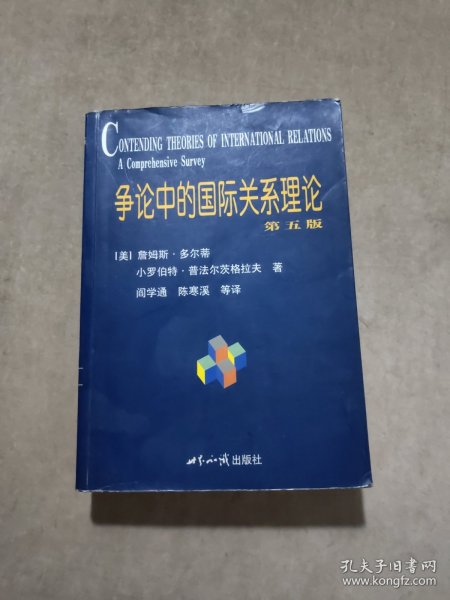 CONTENDING THEORIES OF INTERNATIONAL RELATIONS
A Comprehensive Survey
争论中的国际关系理论
第五版
[美] 詹姆斯·多尔蒂
小罗伯特·普法尔茨格拉夫 著
阎学通 陈寒溪 等译
世界知识出版社
孔夫子旧书网
www.kongfz.com